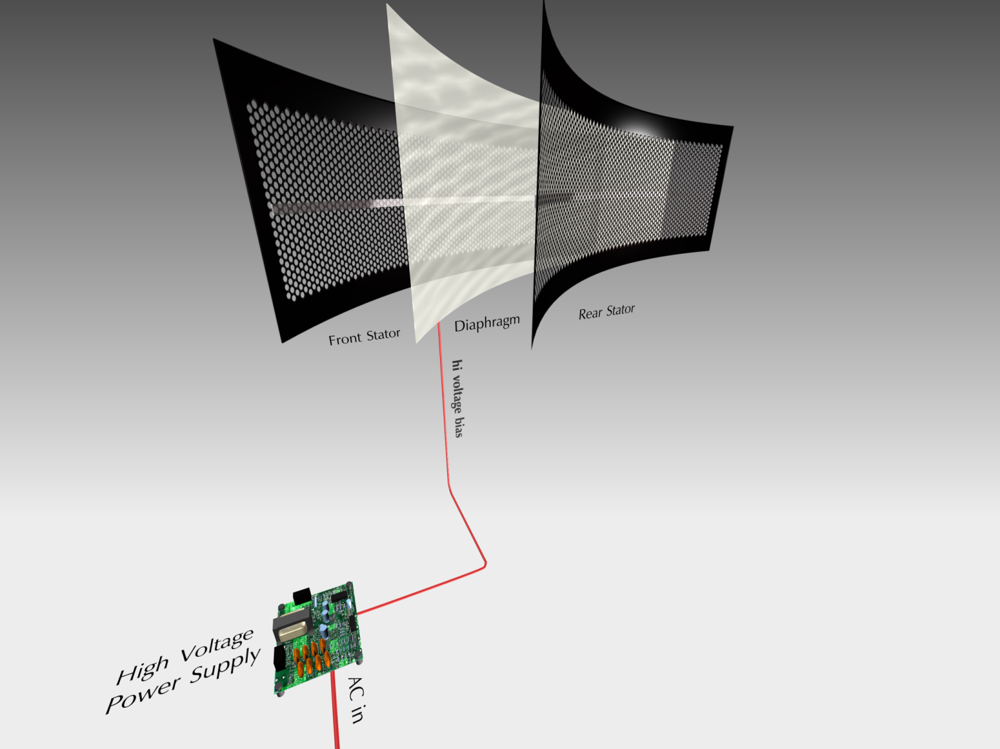 Front Stator
Diaphragm
Rear Stator
hi voltage bias
High Voltage
Power Supply
AC in